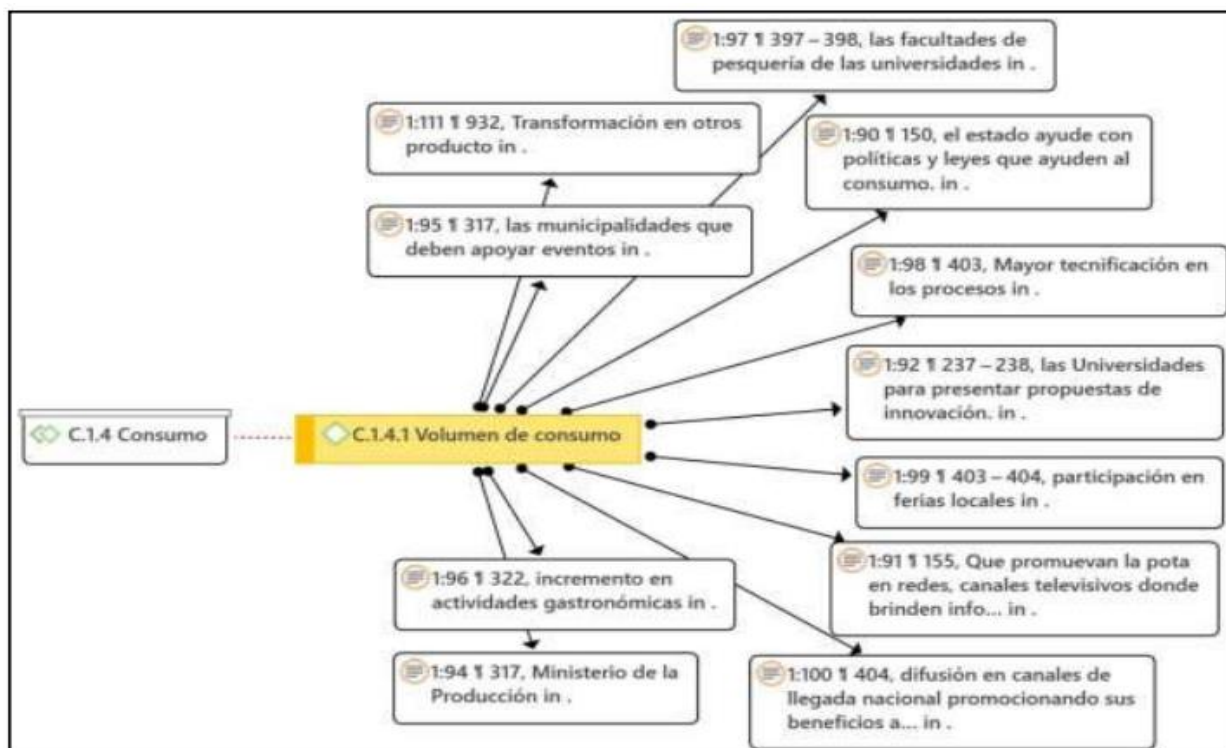 1:97 ¶ 397 – 398, las facultades de
pesquería de las universidades in .
1:111 ¶ 932, Transformación en otros
producto in .
1:90 ¶ 150, el estado ayude con
políticas y leyes que ayuden al
consumo. in .
1:95 ¶ 317, las municipalidades que
deben apoyar eventos in .
1:98 ¶ 403, Mayor tecnificación en
los procesos in .
1:92 ¶ 237 – 238, las Universidades
para presentar propuestas de
innovación. in .
C.1.4 Consumo
C.1.4.1 Volumen de consumo
1:99 ¶ 403 – 404, participación en
ferias locales in .
1:91 ¶ 155, Que promuevan la pota
en redes, canales televisivos donde
brinden info... in .
1:96 ¶ 322, incremento en
actividades gastronómicas in .
1:94 ¶ 317, Ministerio de la
Producción in .
1:100 ¶ 404, difusión en canales de
llegada nacional promocionando sus
beneficios a... in .